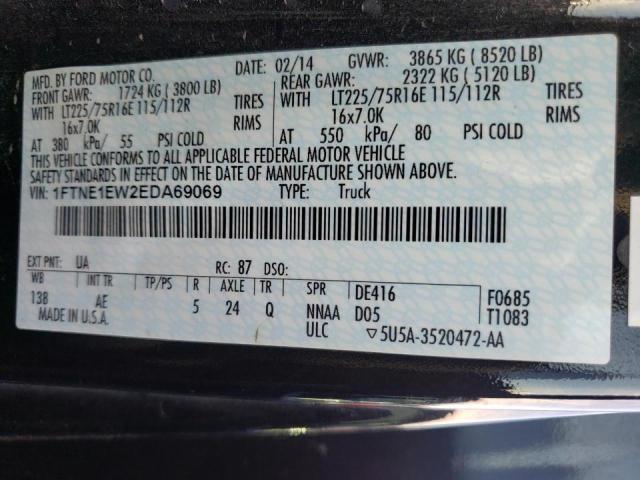 MFD. BY FORD MOTOR CO.
DATE: 02/14 GVWR: 3865 KG ( 8520 LB)
FRONT GAWR: 1724 KG ( 3800 LB) REAR GAWR: 2322 KG ( 5120 LB)
WITH LT225/75R16E 115/112R TIRES WITH LT225/75R16E 115/112R TIRES
16x7.0K RIMS 16x7.0K RIMS
AT 380 kPa/ 55 PSI COLD AT 550 kPa/ 80 PSI COLD
THIS VEHICLE CONFORMS TO ALL APPLICABLE FEDERAL MOTOR VEHICLE
SAFETY STANDARDS IN EFFECT ON THE DATE OF MANUFACTURE SHOWN ABOVE.
VIN: 1FTNE1EW2EDA69069 TYPE: Truck
EXT PNT: UA RC: 87 DSO:
WB INT TR TP/PS R AXLE TR SPR DE416 F0685
138 AE 5 24 Q NNAA D05 T1083
MADE IN U.S.A. ULC ▽5U5A-3520472-AA